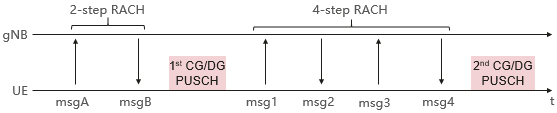 2-step RACH 4-step RACH
gNB
1st CG/DG PUSCH
2nd CG/DG PUSCH
UE
msgA msgB msg1 msg2 msg3 msg4 t